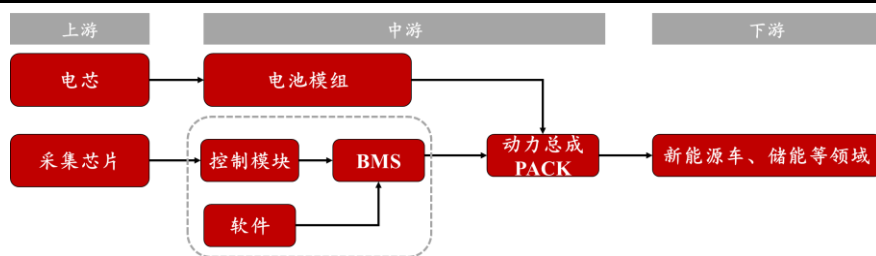 上游
中游
下游
电芯
电池模组
采集芯片
控制模块
BMS
动力总成
PACK
新能源车、储能等领域
软件